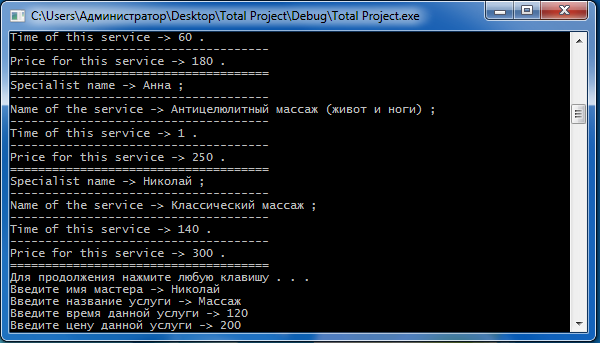 C:\Users\Администратор\Desktop\Total Project\Debug\Total Project.exe
Time of this service -> 60 .
-------------------------------------
Price for this service -> 180 .
=====================================
Specialist name -> Анна ;
-------------------------------------
Name of the service -> Антицелюлитный массаж (живот и ноги) ;
-------------------------------------
Time of this service -> 1 .
-------------------------------------
Price for this service -> 250 .
=====================================
Specialist name -> Николай ;
-------------------------------------
Name of the service -> Классический массаж ;
-------------------------------------
Time of this service -> 140 .
-------------------------------------
Price for this service -> 300 .
=====================================
Для продолжения нажмите любую клавишу . . .
Введите имя мастера -> Николай
Введите название услуги -> Массаж
Введите время данной услуги -> 120
Введите цену данной услуги -> 200